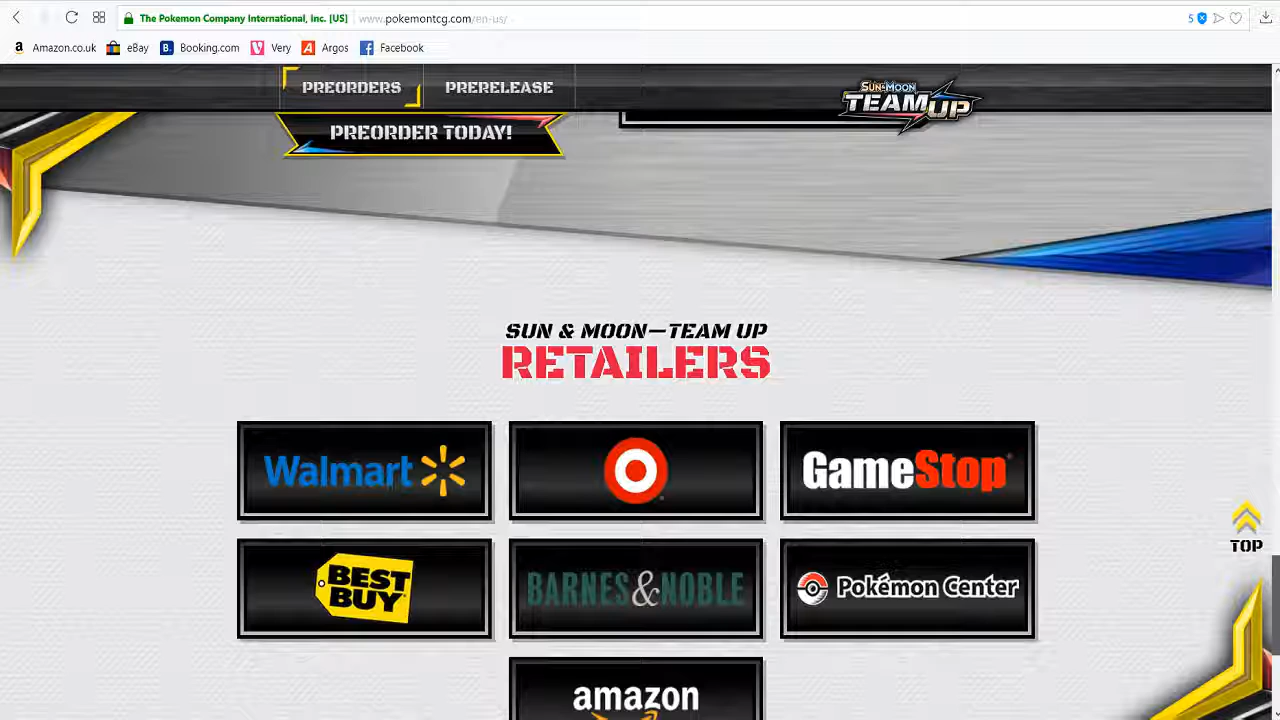 The Pokemon Company International, Inc. [US]
www.pokemontcg.com/en-us/
5
Amazon.co.uk
eBay
Booking.com
Very
Argos
Facebook
PREORDERS
PRERELEASE
SUN & MOON
TEAM UP
PREORDER TODAY!
SUN & MOON—TEAM UP
RETAILERS
Walmart
GameStop
BEST BUY
BARNES & NOBLE
Pokémon Center
TOP
amazon